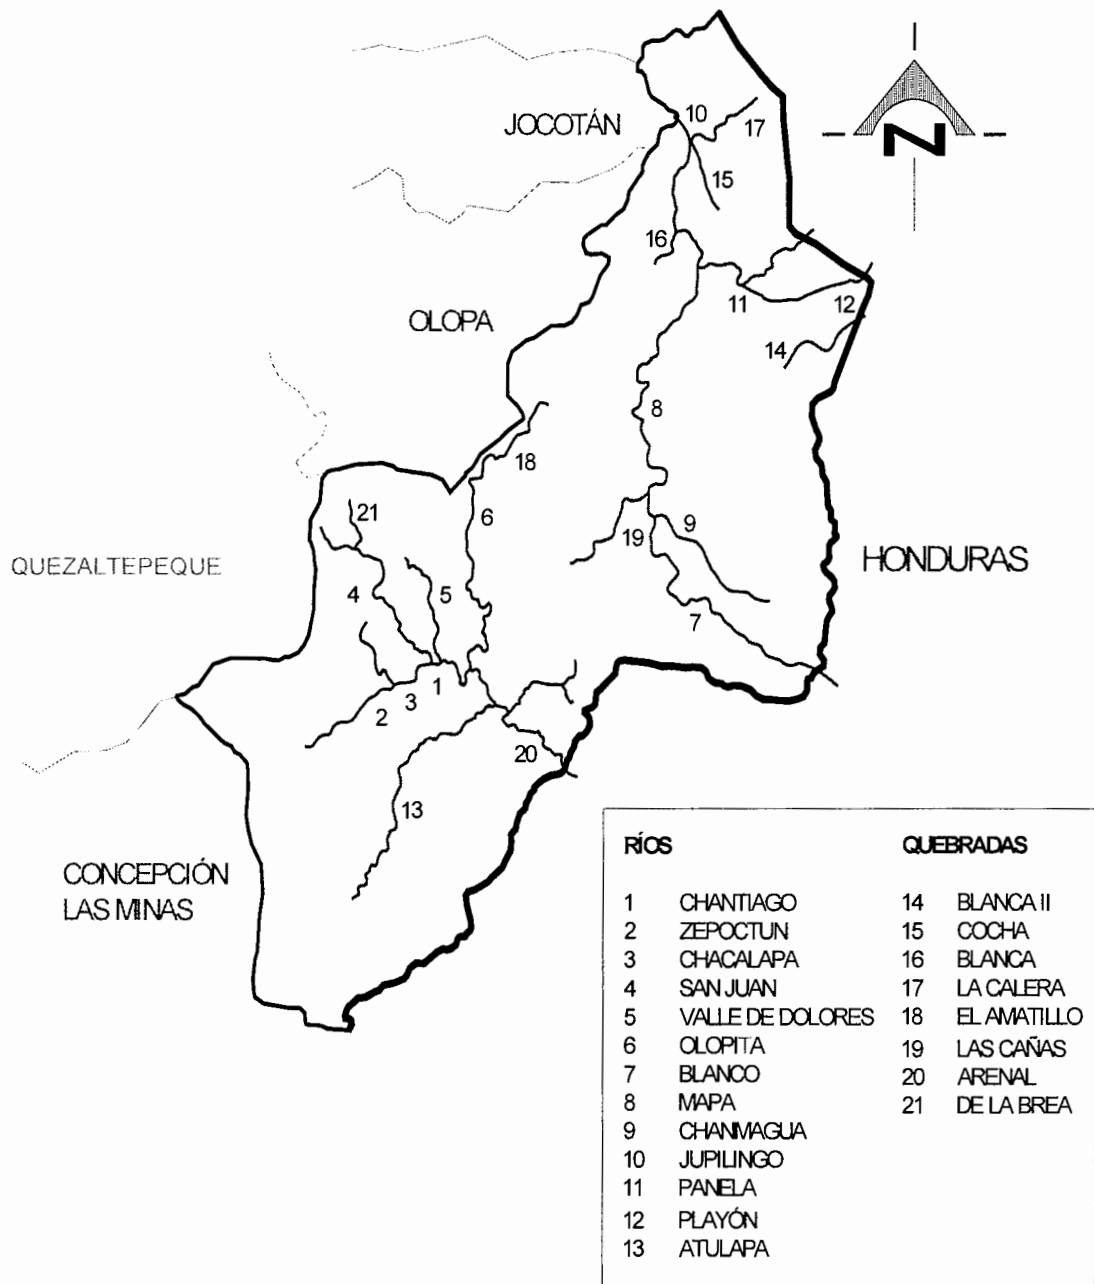 10
17
JOCOTÁN
15
N
16
11
12
OLOPA
14
8
18
21
6
9
19
QUEZALTEPEQUE
HONDURAS
4
5
7
1
3
2
20
13
CONCEPCIÓN
LAS MINAS
RÍOS
1 CHANTIAGO
2 ZEPOCTUN
3 CHACALAPA
4 SAN JUAN
5 VALLE DE DOLORES
6 OLOPITA
7 BLANCO
8 MAPA
9 CHANMAGUA
10 JUPILINGO
11 PANELA
12 PLAYÓN
13 ATULAPA
QUEBRADAS
14 BLANCA II
15 COCHA
16 BLANCA
17 LA CALERA
18 EL AMATILLO
19 LAS CAÑAS
20 ARENAL
21 DE LA BREA